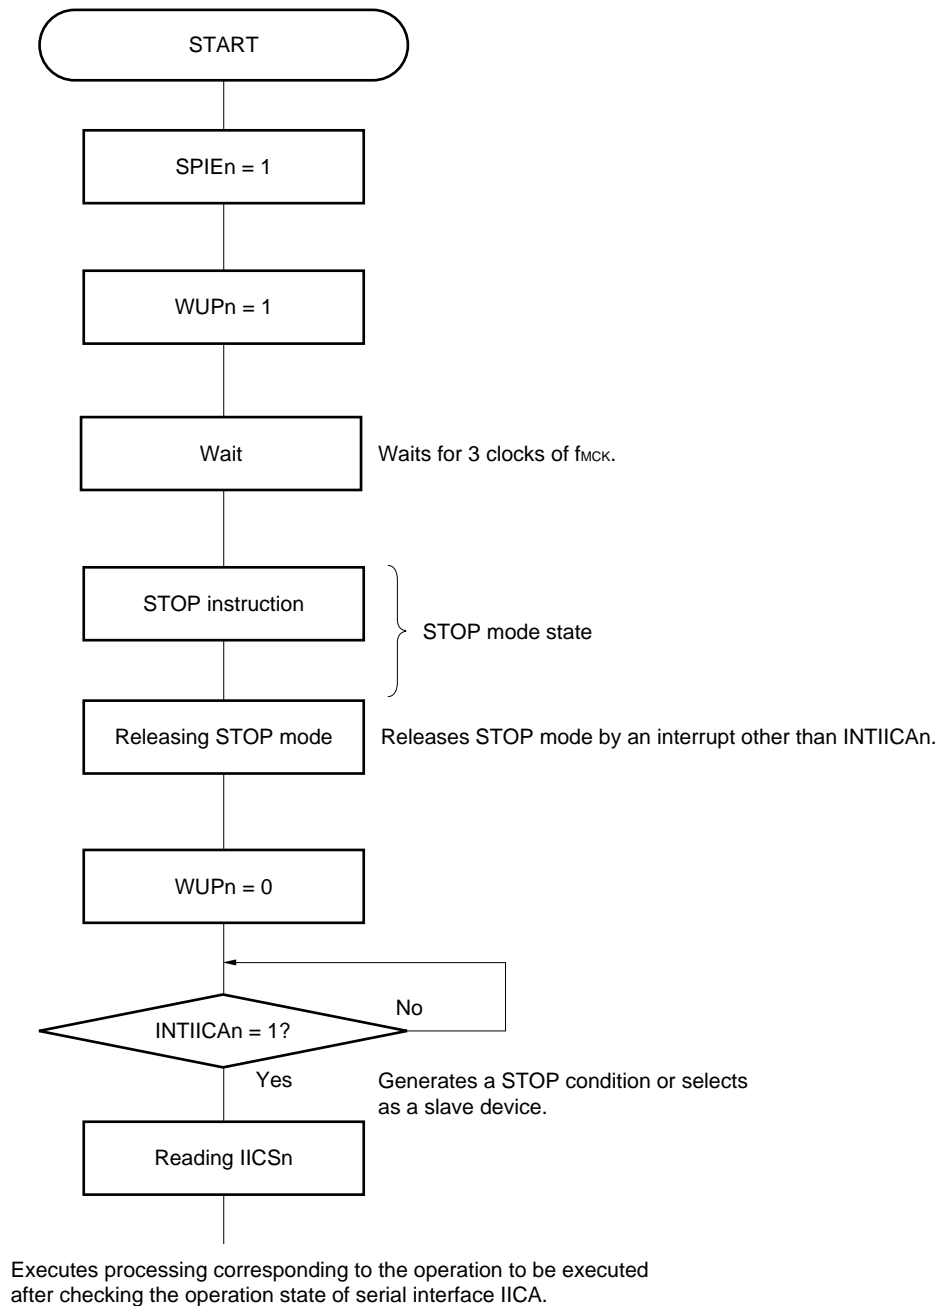 START
SPIEn = 1
WUPn = 1
Wait
Waits for 3 clocks of fMCK.
STOP instruction
STOP mode state
Releasing STOP mode
Releases STOP mode by an interrupt other than INTIICAn.
WUPn = 0
No
INTIICAn = 1?
Yes
Generates a STOP condition or selects
as a slave device.
Reading IICSn
Executes processing corresponding to the operation to be executed
after checking the operation state of serial interface IICA.